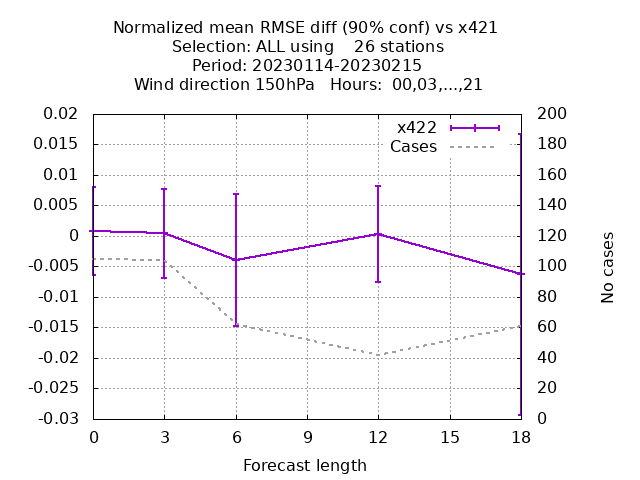 Normalized mean RMSE diff (90% conf) vs x421
Selection: ALL using    26 stations
Period: 20230114-20230215
Wind direction 150hPa   Hours:  00,03,...,21
0.02
0.015
0.01
0.005
0
-0.005
-0.01
-0.015
-0.02
-0.025
-0.03
x422
Cases
200
180
160
140
120
100
80
60
40
20
0
No cases
0 3 6 9 12 15 18
Forecast length